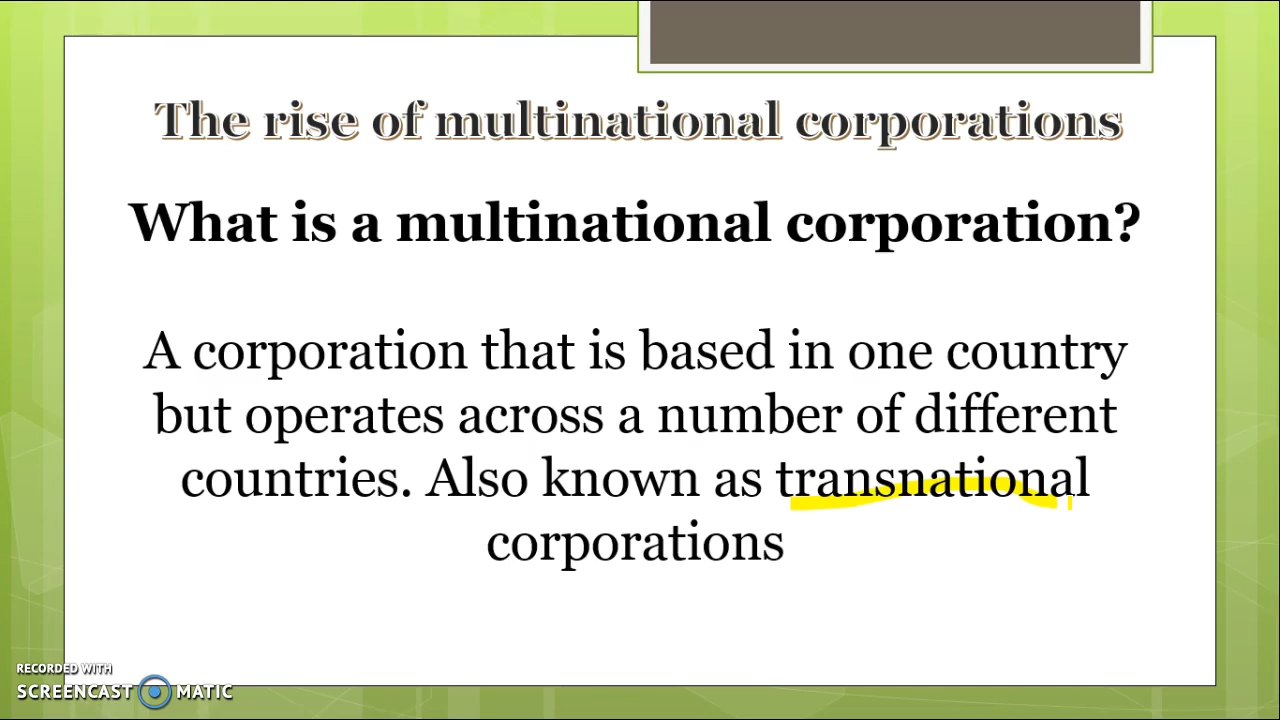 The rise of multinational corporations
What is a multinational corporation?
A corporation that is based in one country
but operates across a number of different
countries. Also known as transnational
corporations
RECORDED WITH
SCREENCAST MATIC